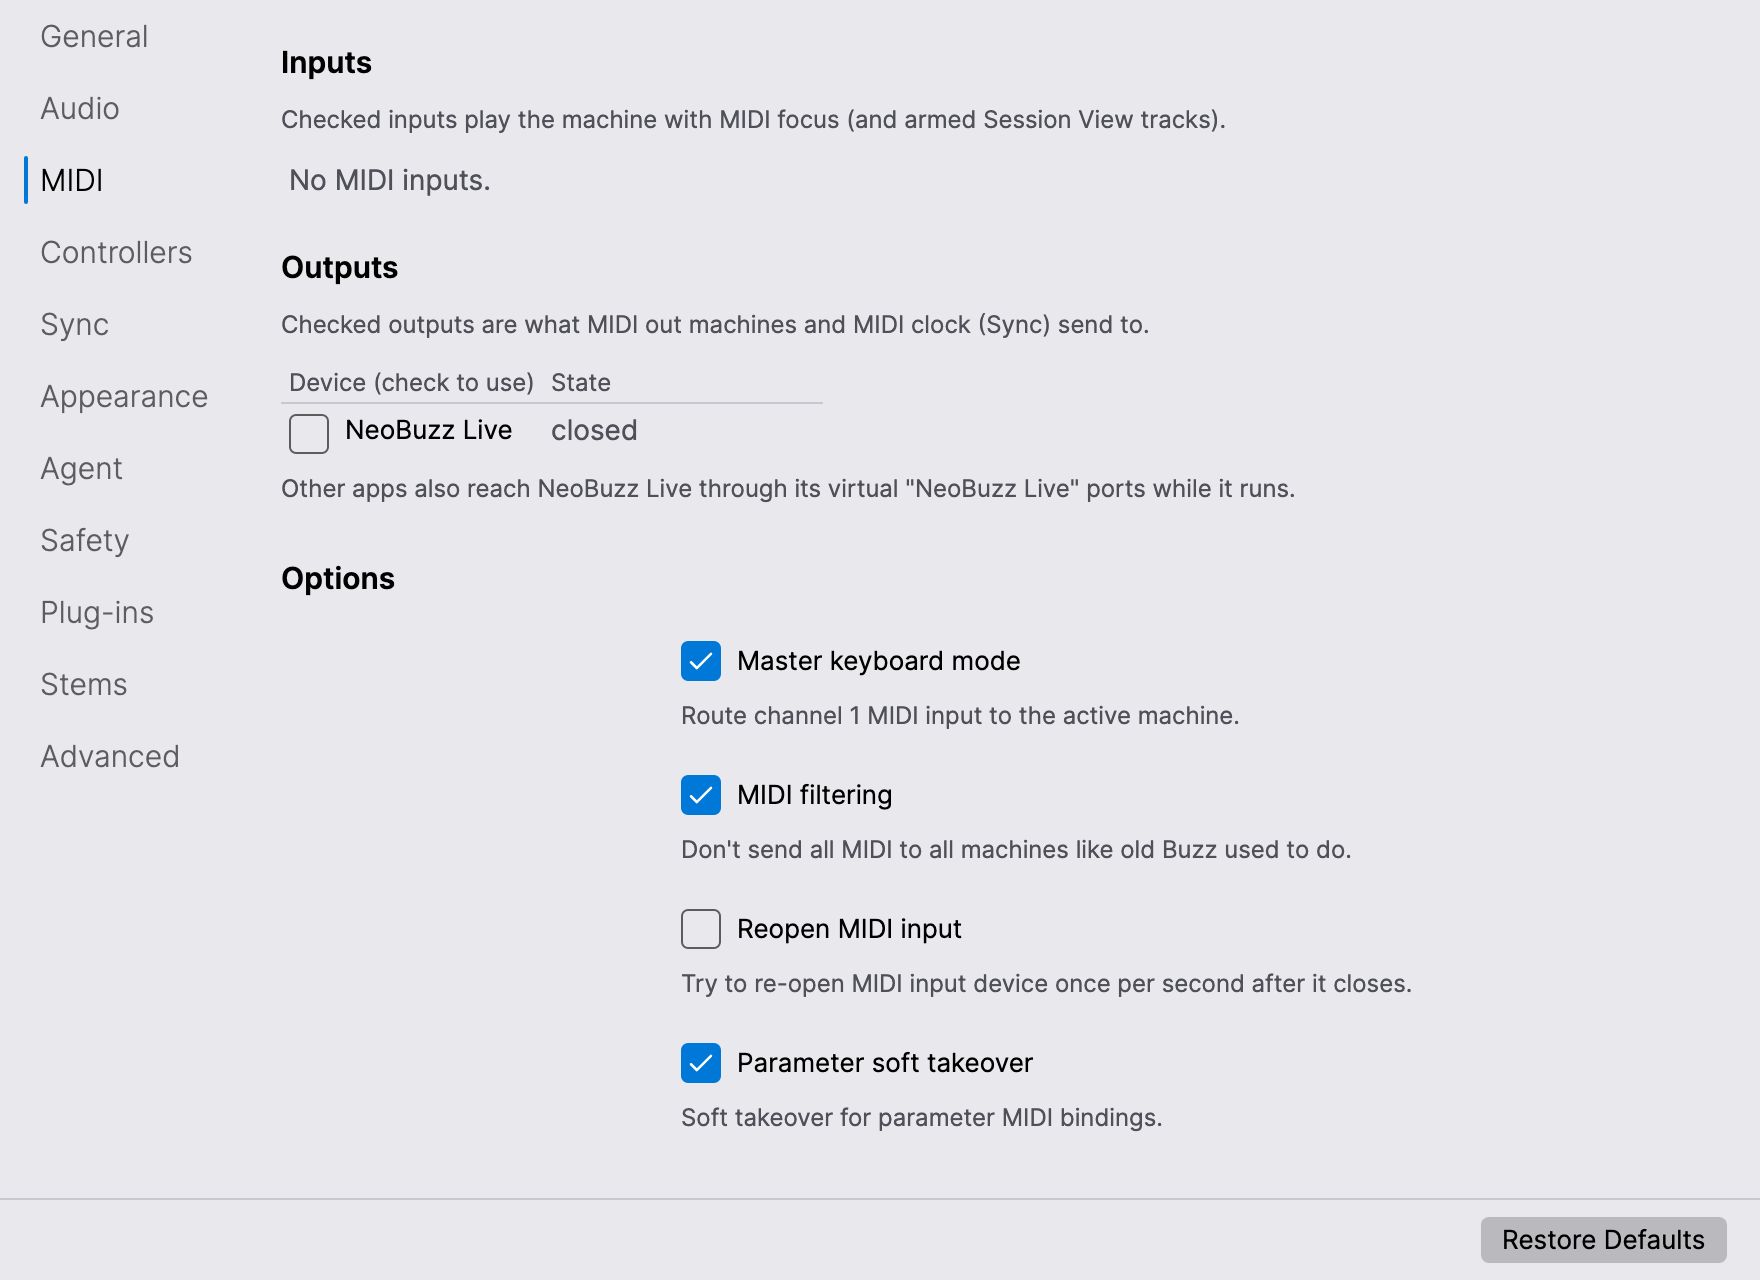 General
Audio
MIDI
Controllers
Sync
Appearance
Agent
Safety
Plug-ins
Stems
Advanced
Inputs
Checked inputs play the machine with MIDI focus (and armed Session View tracks).
No MIDI inputs.
Outputs
Checked outputs are what MIDI out machines and MIDI clock (Sync) send to.
Device (check to use) State
NeoBuzz Live closed
Other apps also reach NeoBuzz Live through its virtual "NeoBuzz Live" ports while it runs.
Options
Master keyboard mode
Route channel 1 MIDI input to the active machine.
MIDI filtering
Don't send all MIDI to all machines like old Buzz used to do.
Reopen MIDI input
Try to re-open MIDI input device once per second after it closes.
Parameter soft takeover
Soft takeover for parameter MIDI bindings.
Restore Defaults